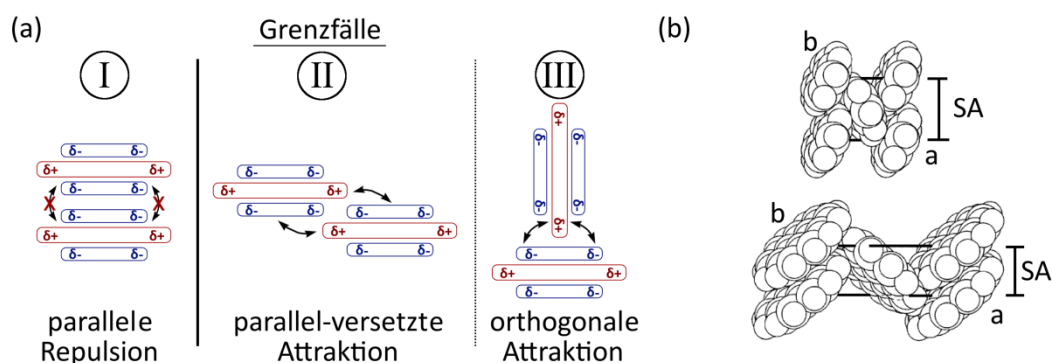 (a)
Grenzfälle
I
II
III
δ- δ-
δ+ δ+
δ- δ-
X X
δ- δ-
δ+ δ+
δ- δ-
parallele
Repulsion
δ- δ-
δ+ δ+
δ- δ-
δ- δ-
δ+ δ+
δ- δ-
parallel-versetzte
Attraktion
δ+
δ- δ-
δ- δ-
δ+
δ- δ-
δ+ δ+
δ- δ-
orthogonale
Attraktion
(b)
b
SA
a
b
SA
a